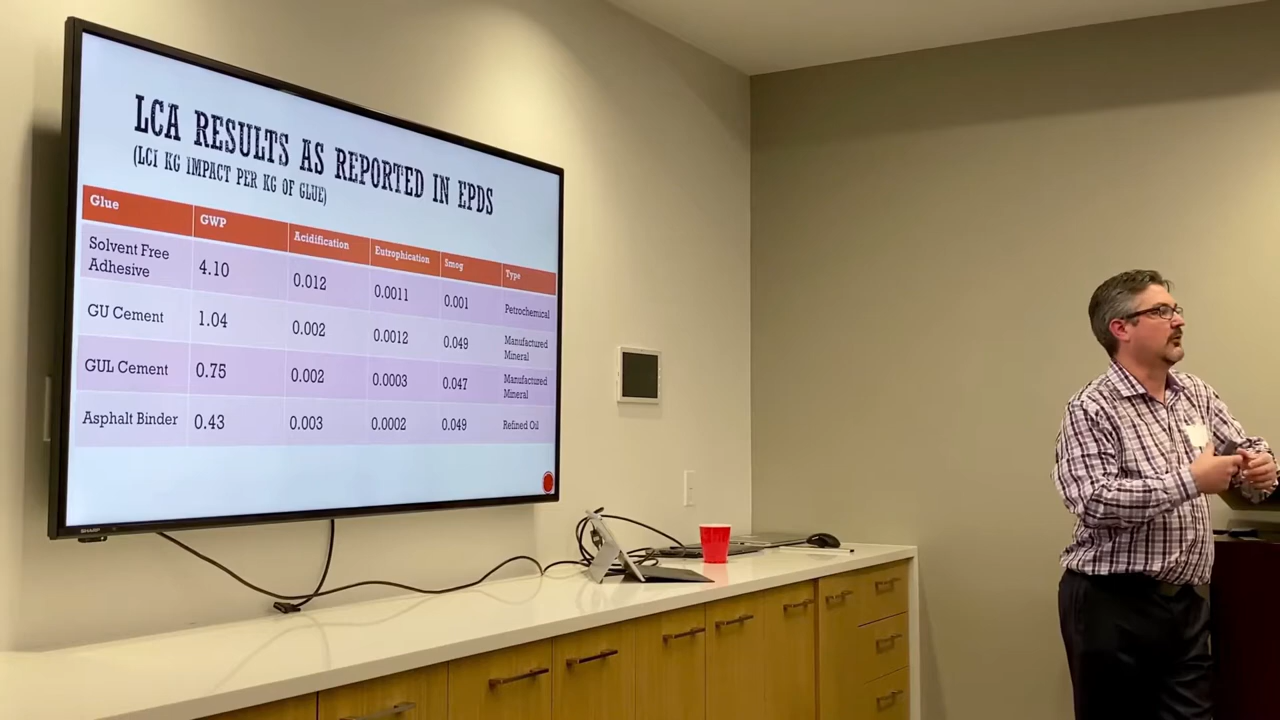 LCA RESULTS AS REPORTED IN EPDS
(LCI KG IMPACT PER KG OF GLUE)
Glue GWP Acidification Eutrophication Smog Type
Solvent Free
Adhesive 4.10 0.012 0.0011 0.001 Petrochemical
GU Cement 1.04 0.002 0.0012 0.049 Manufactured
Mineral
GUL Cement 0.75 0.002 0.0003 0.047 Manufactured
Mineral
Asphalt Binder 0.43 0.003 0.0002 0.049 Refined Oil
SHARP